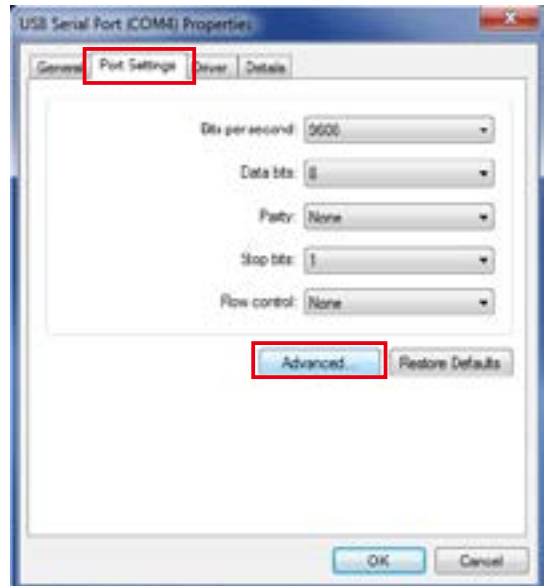 USB Serial Port (COM4) Properties
General Port Settings Driver Details
Bits per second: 9600
Data bits: 8
Parity: None
Stop bits: 1
Flow control: None
Advanced... Restore Defaults
OK Cancel